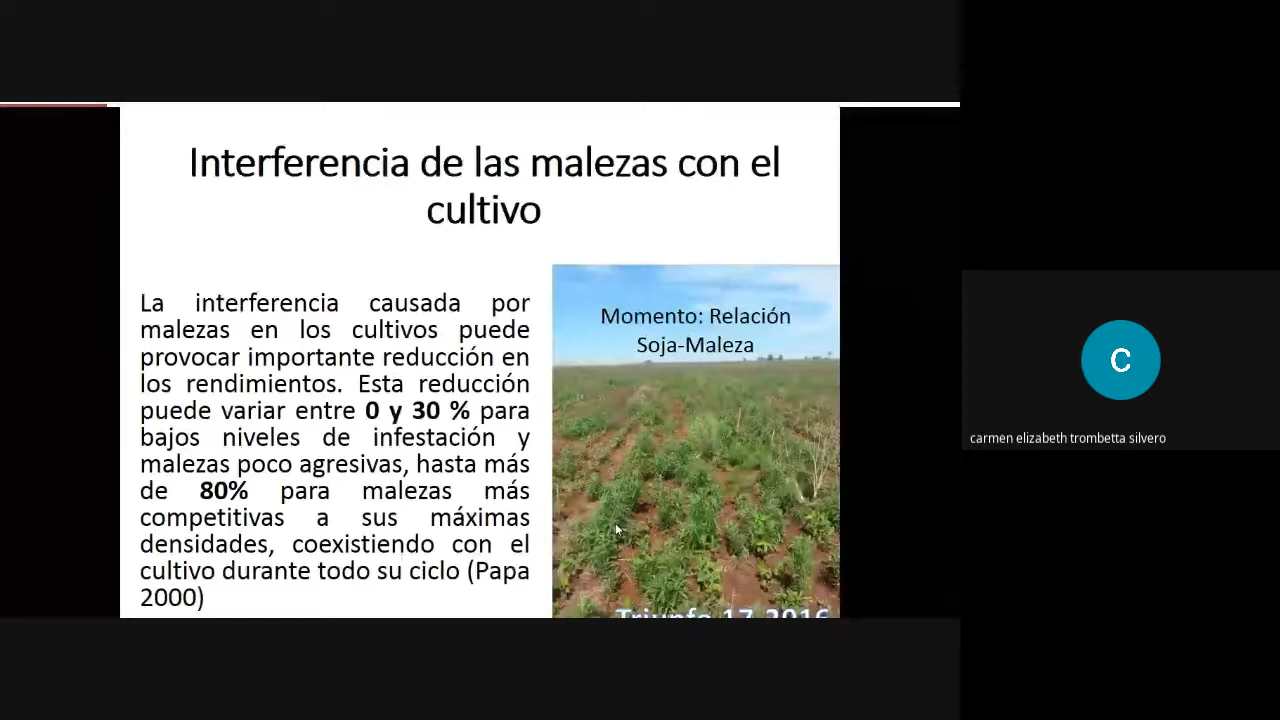 Interferencia de las malezas con el
cultivo
La interferencia causada por
malezas en los cultivos puede
provocar importante reducción en
los rendimientos. Esta reducción
puede variar entre 0 y 30 % para
bajos niveles de infestación y
malezas poco agresivas, hasta más
de 80% para malezas más
competitivas a sus máximas
densidades, coexistiendo con el
cultivo durante todo su ciclo (Papa
2000)
Momento: Relación
Soja-Maleza
Triunfo 17-2016
C
carmen elizabeth trombetta silvero